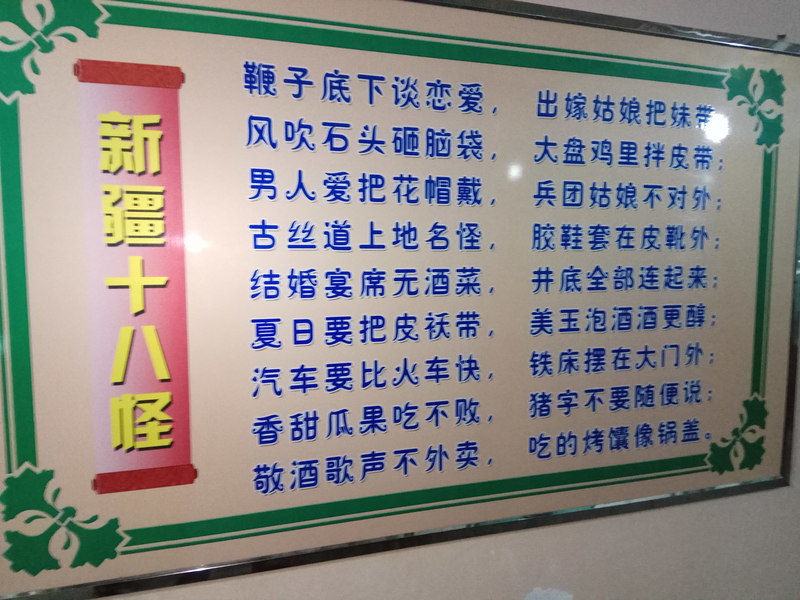 新疆十八怪
鞭子底下谈恋爱， 出嫁姑娘把妹带；
风吹石头砸脑袋， 大盘鸡里拌皮带；
男人爱把花帽戴， 兵团姑娘不对外；
古丝道上地名怪， 胶鞋套在皮靴外；
结婚宴席无酒菜， 井底全部连起来；
夏日要把皮袄带， 美玉泡酒酒更醇；
汽车要比火车快， 铁床摆在大门外；
香甜瓜果吃不败， 猪字不要随便说；
敬酒歌声不外卖， 吃的烤馕像锅盖。